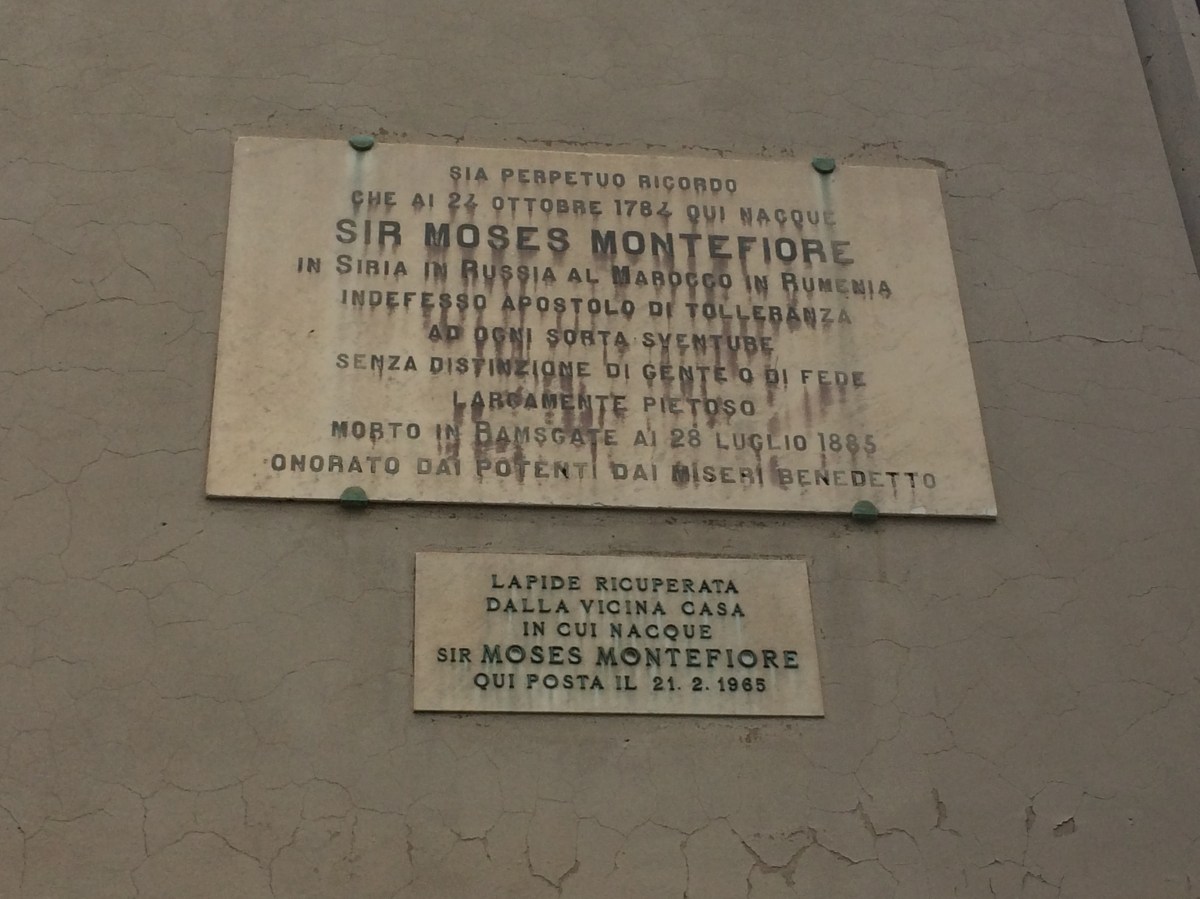 SIA PERPETUO RICORDO
CHE AI 24 OTTOBRE 1784 QUI NACQUE
SIR MOSES MONTEFIORE
IN SIRIA IN RUSSIA AL MAROCCO IN RUMENIA
INDEFESSO APOSTOLO DI TOLLERANZA
AD OGNI SORTA SVENTURE
SENZA DISTINZIONE DI GENTE O DI FEDE
LARGAMENTE PIETOSO
MORTO IN RAMSGATE AI 28 LUGLIO 1885
ONORATO DAI POTENTI DAI MISERI BENEDETTO
LAPIDE RICUPERATA
DALLA VICINA CASA
IN CUI NACQUE
SIR MOSES MONTEFIORE
QUI POSTA IL 21. 2. 1965